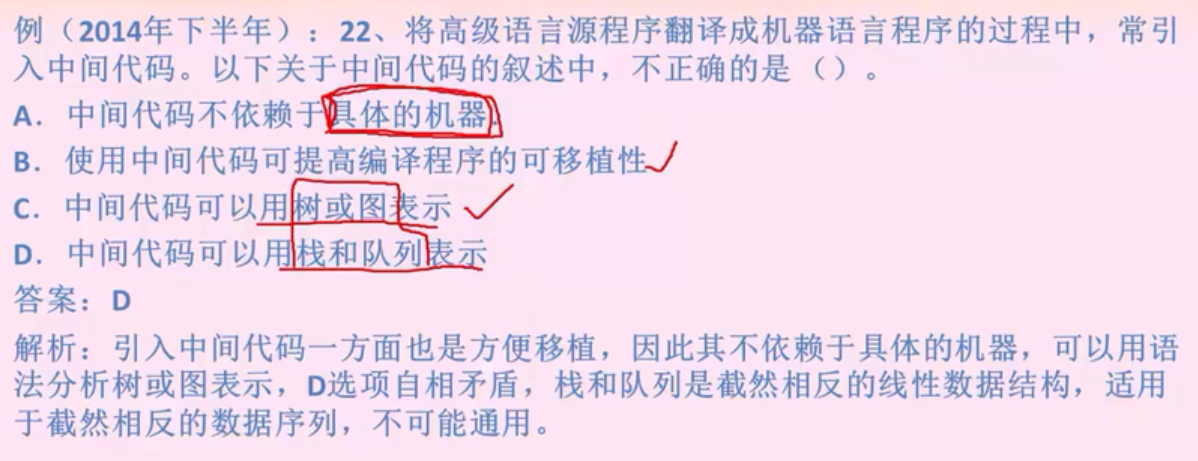 例（2014年下半年）：22、将高级语言源程序翻译成机器语言程序的过程中，常引
入中间代码。以下关于中间代码的叙述中，不正确的是（）。
A．中间代码不依赖于具体的机器.
B．使用中间代码可提高编译程序的可移植性
C．中间代码可以用树或图表示
D．中间代码可以用栈和队列表示
答案：D
解析：引入中间代码一方面也是方便移植，因此其不依赖于具体的机器，可以用语
法分析树或图表示，D选项自相矛盾，栈和队列是截然相反的线性数据结构，适用
于截然相反的数据序列，不可能通用。